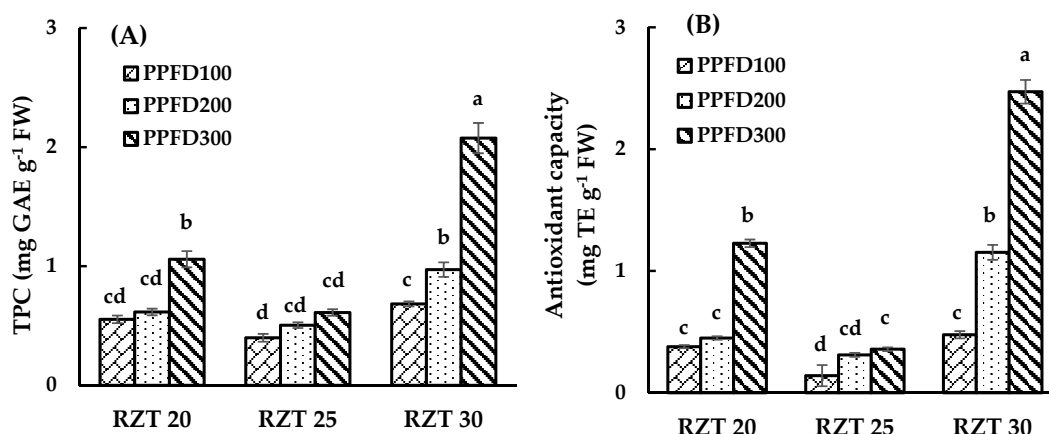 (A)
TPC (mg GAE g-1 FW)
3
2
1
0
PPFD100
PPFD200
PPFD300
cd
cd
b
d
cd
cd
c
b
a
RZT 20
RZT 25
RZT 30
(B)
Antioxidant capacity
(mg TE g-1 FW)
3
2
1
0
PPFD100
PPFD200
PPFD300
c
c
b
d
cd
c
c
b
a
RZT 20
RZT 25
RZT 30